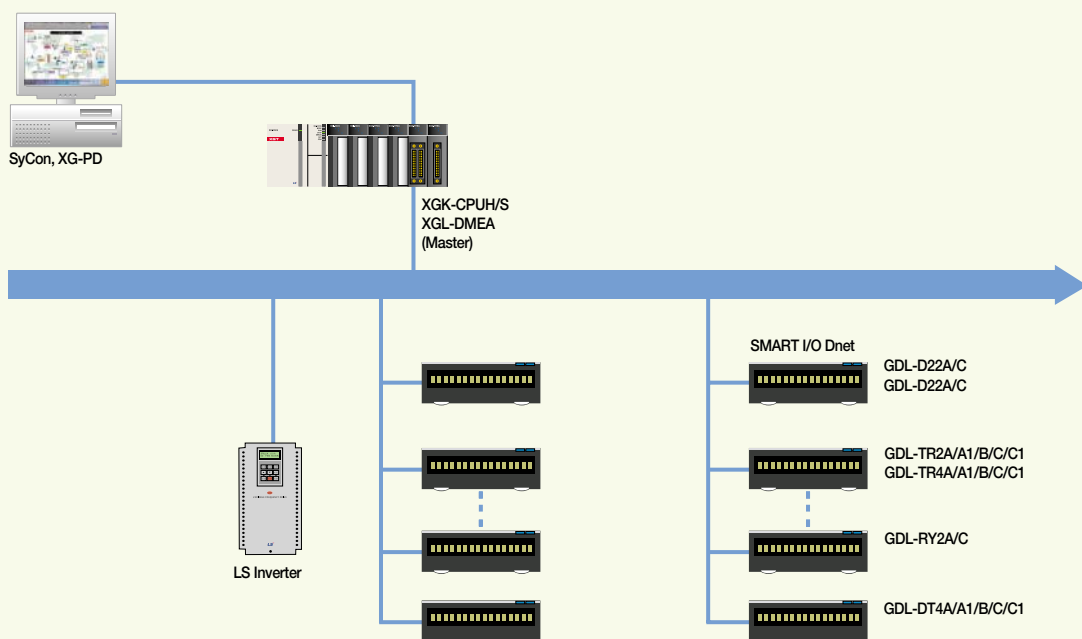 SyCon, XG-PD
XGK-CPUH/S
XGL-DMEA
(Master)
SMART I/O Dnet
GDL-D22A/C
GDL-D22A/C
GDL-TR2A/A1/B/C/C1
GDL-TR4A/A1/B/C/C1
GDL-RY2A/C
LS Inverter
GDL-DT4A/A1/B/C/C1